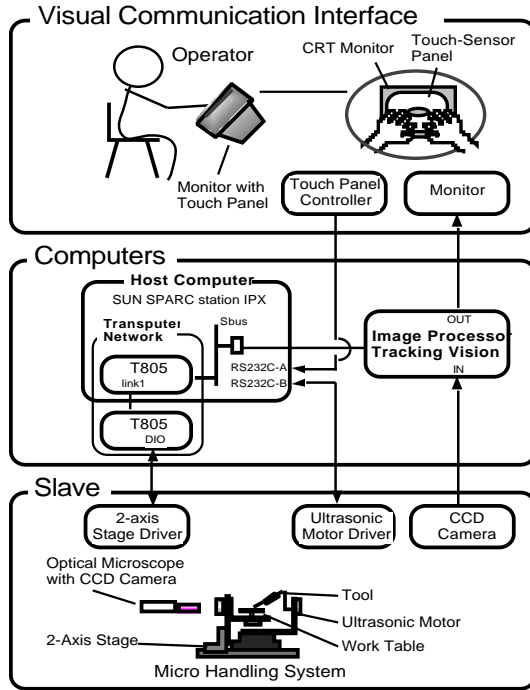 Visual Communication Interface
Operator
CRT Monitor
Touch-Sensor
Panel
Monitor with
Touch Panel
Touch Panel
Controller
Monitor
Computers
Host Computer
SUN SPARC station IPX
Transputer
Network
Sbus
T805
link1
RS232C-A
RS232C-B
T805
DIO
OUT
Image Processor
Tracking Vision
IN
Slave
2-axis
Stage Driver
Ultrasonic
Motor Driver
CCD
Camera
Optical Microscope
with CCD Camera
Tool
Ultrasonic Motor
2-Axis Stage
Work Table
Micro Handling System